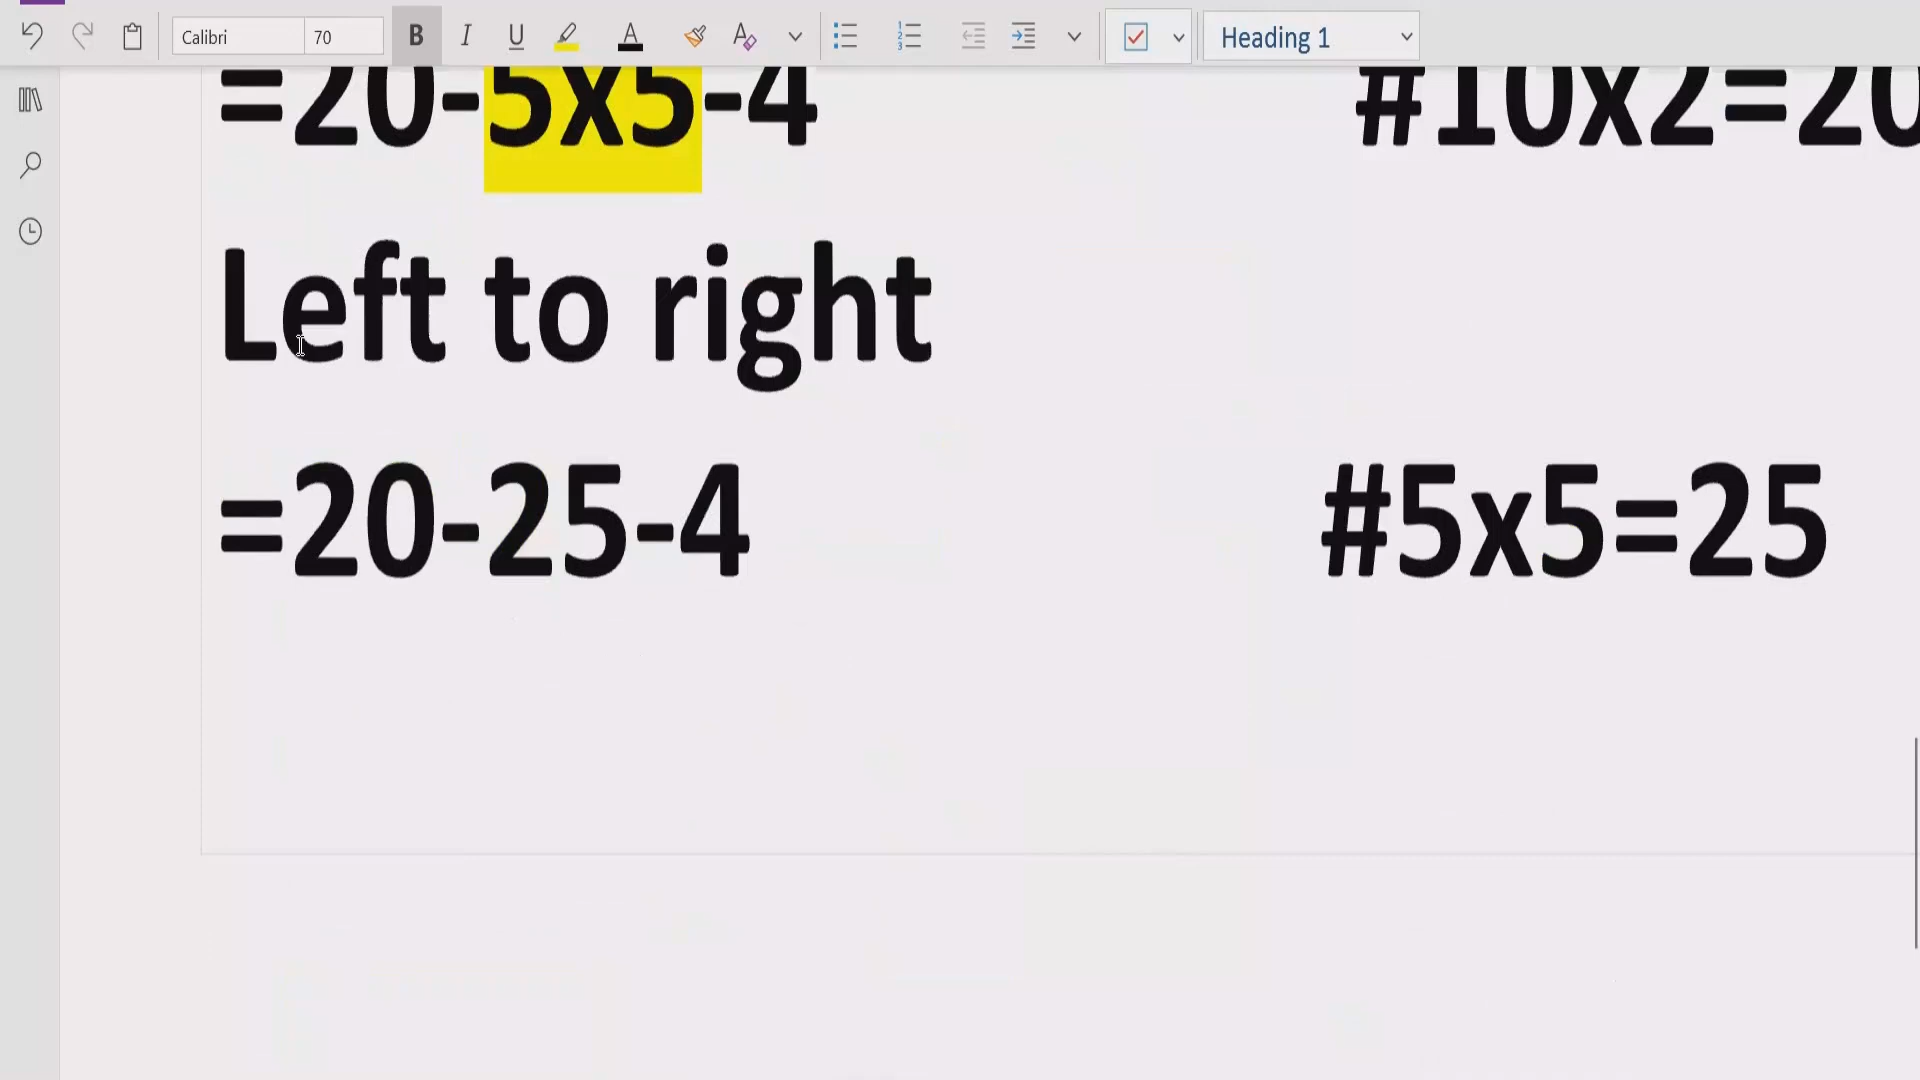 Calibri 70 B I U A A Heading 1
=20-5x5-4 #10x2=20
Left to right
=20-25-4 #5x5=25